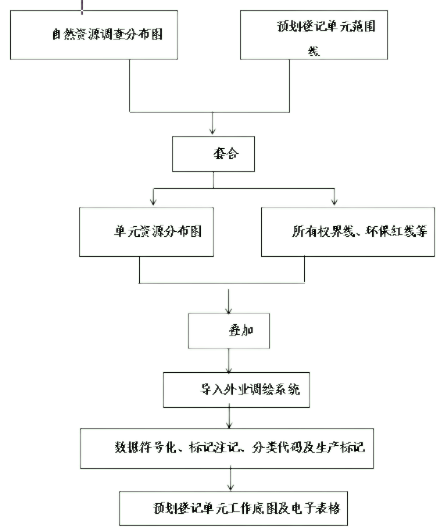 自然资源调查分布图
预划登记单元范围
线
套合
单元资源分布图
所有权界线、环保红线等
叠加
导入外业调绘系统
数据符号化、标记注记、分类代码及生产标记
预划登记单元工作底图及电子表格